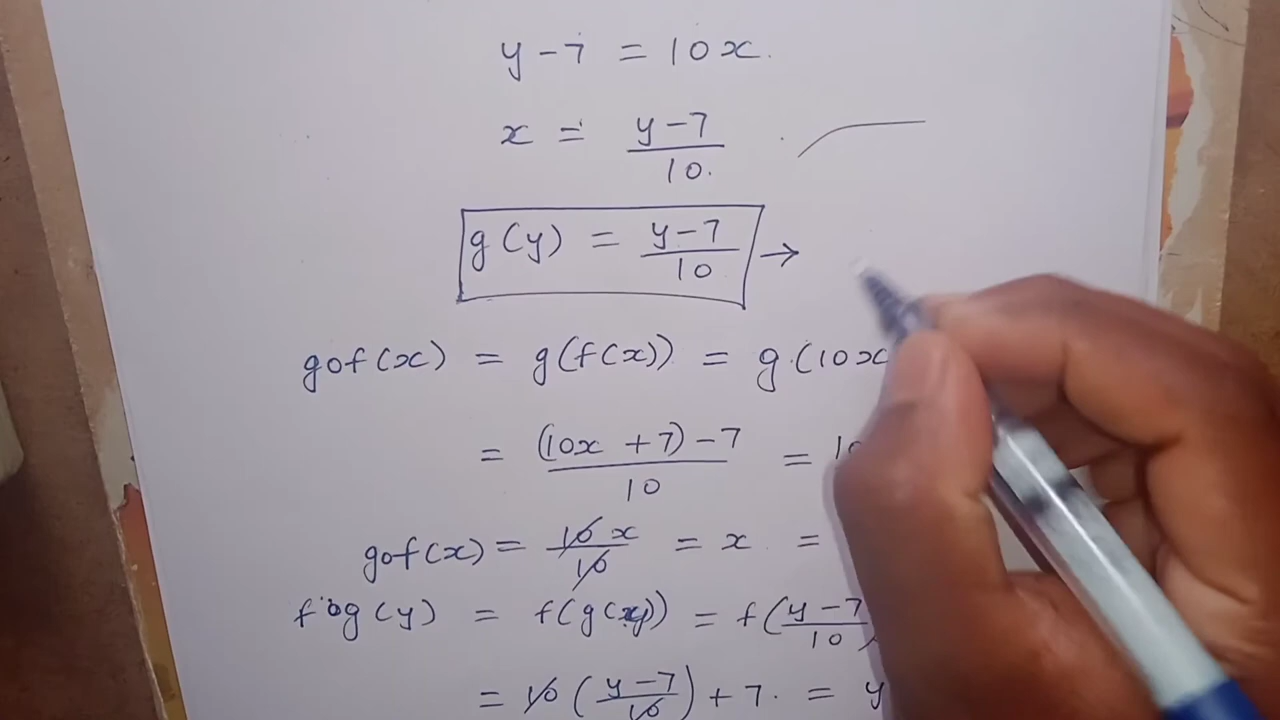 y - 7 = 10x.
x = (y-7)/10.
g(y) = (y-7)/10 →
gof(x) = g(f(x)) = g(10x
= ((10x + 7) - 7)/10 = 10
gof(x) = 10x/10 = x =
fog(y) = f(g(y)) = f((y-7)/10)
= 10((y-7)/10) + 7. = y